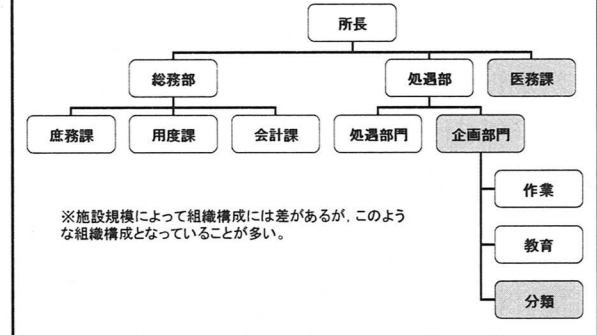 所長
総務部
処遇部
医務課
庶務課
用度課
会計課
処遇部門
企画部門
作業
教育
分類
※施設規模によって組織構成には差があるが，このよう
な組織構成となっていることが多い。